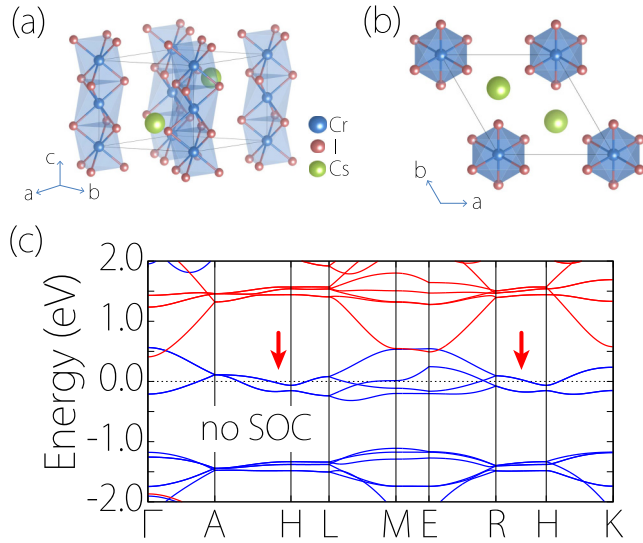 (a)
(b)
c
a
b
Cr
I
Cs
b
a
(c)
Energy (eV)
2.0
1.0
0.0
-1.0
-2.0
no SOC
Γ A H L M E R H K